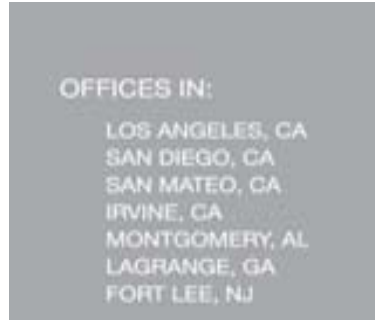 OFFICES IN:
LOS ANGELES, CA
SAN DIEGO, CA
SAN MATEO, CA
IRVINE, CA
MONTGOMERY, AL
LAGRANGE, GA
FORT LEE, NJ